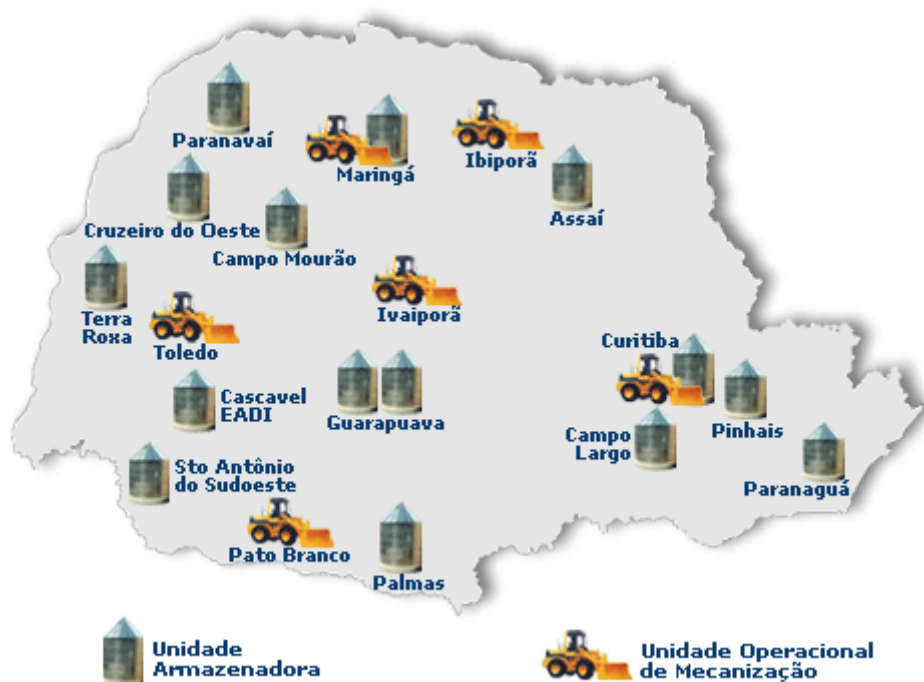 Paranavaí
Maringá
Ibiporã
Assaí
Cruzeiro do Oeste
Campo Mourão
Terra
Roxa
Toledo
Ivaiporã
Curitiba
Cascavel
EADI
Guarapuava
Campo
Largo
Pinhais
Sto Antônio
do Sudoeste
Paranaguá
Pato Branco
Palmas
Unidade
Armazenadora
Unidade Operacional
de Mecanização